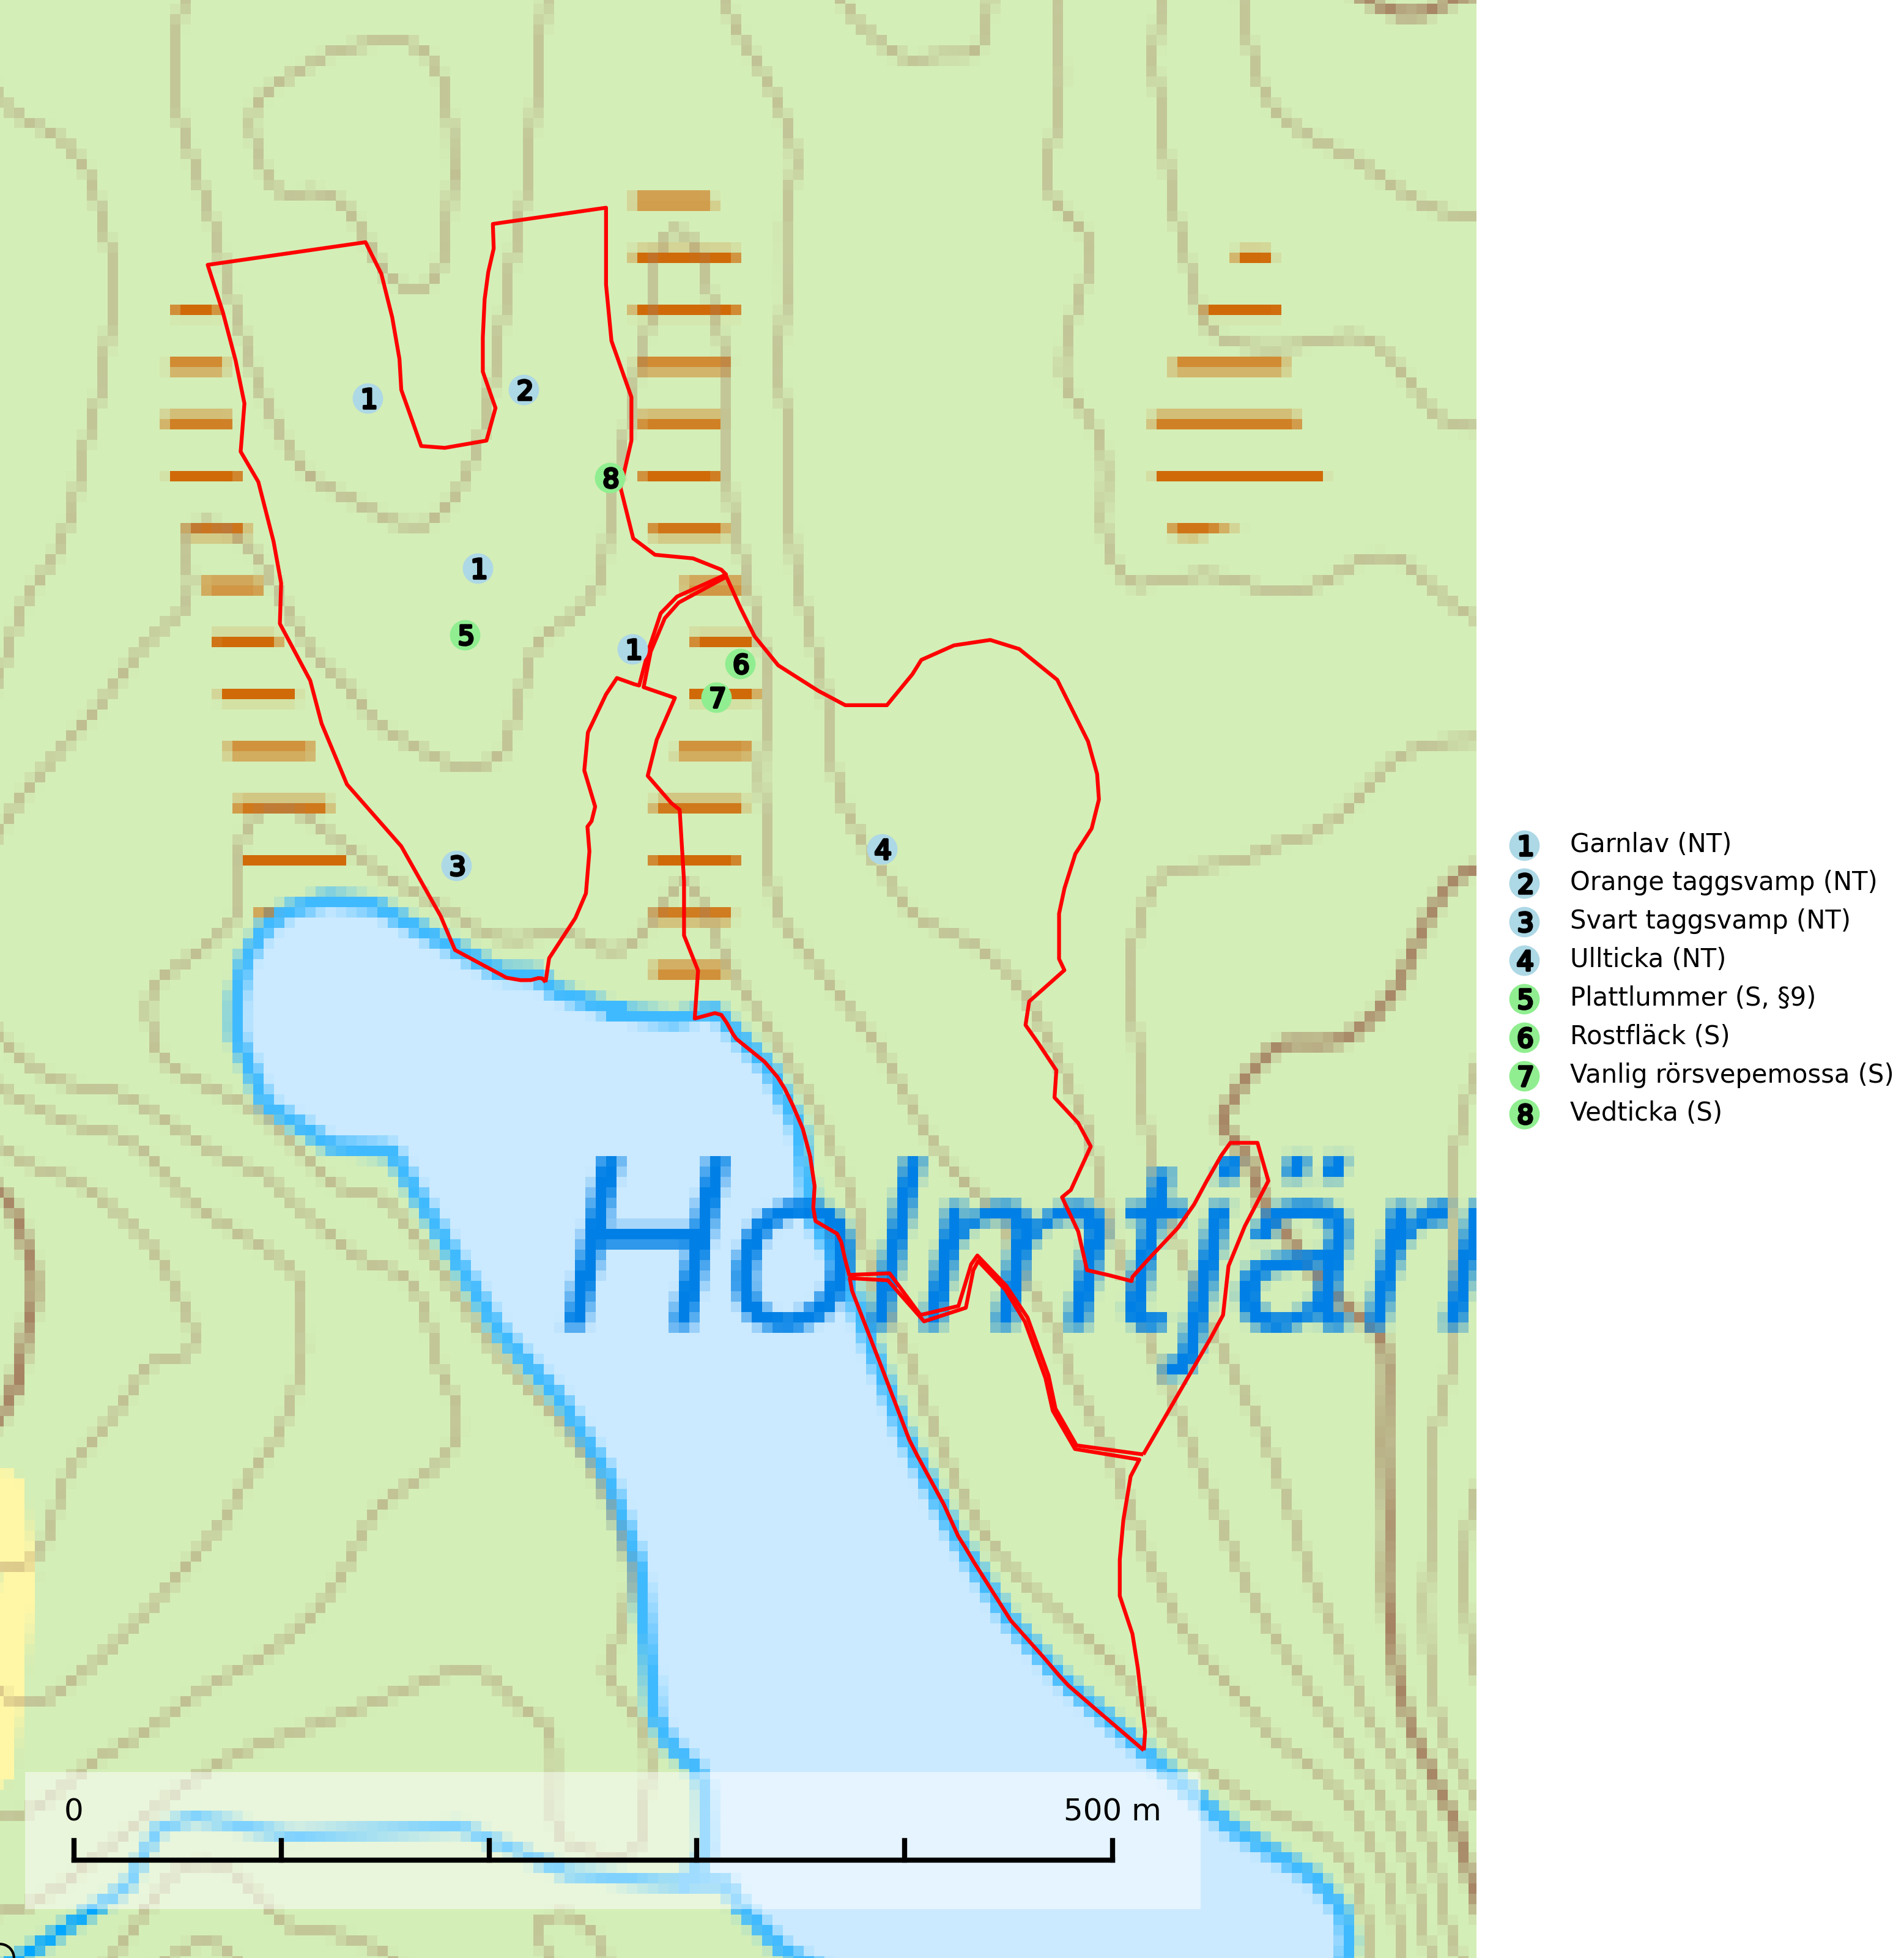 1
2
8
1
5
1
6
7
4
3
Holmtjärn
0
500 m
1 Garnlav (NT)
2 Orange taggsvamp (NT)
3 Svart taggsvamp (NT)
4 Ullticka (NT)
5 Plattlummer (S, §9)
6 Rostfläck (S)
7 Vanlig rörsvepemossa (S)
8 Vedticka (S)